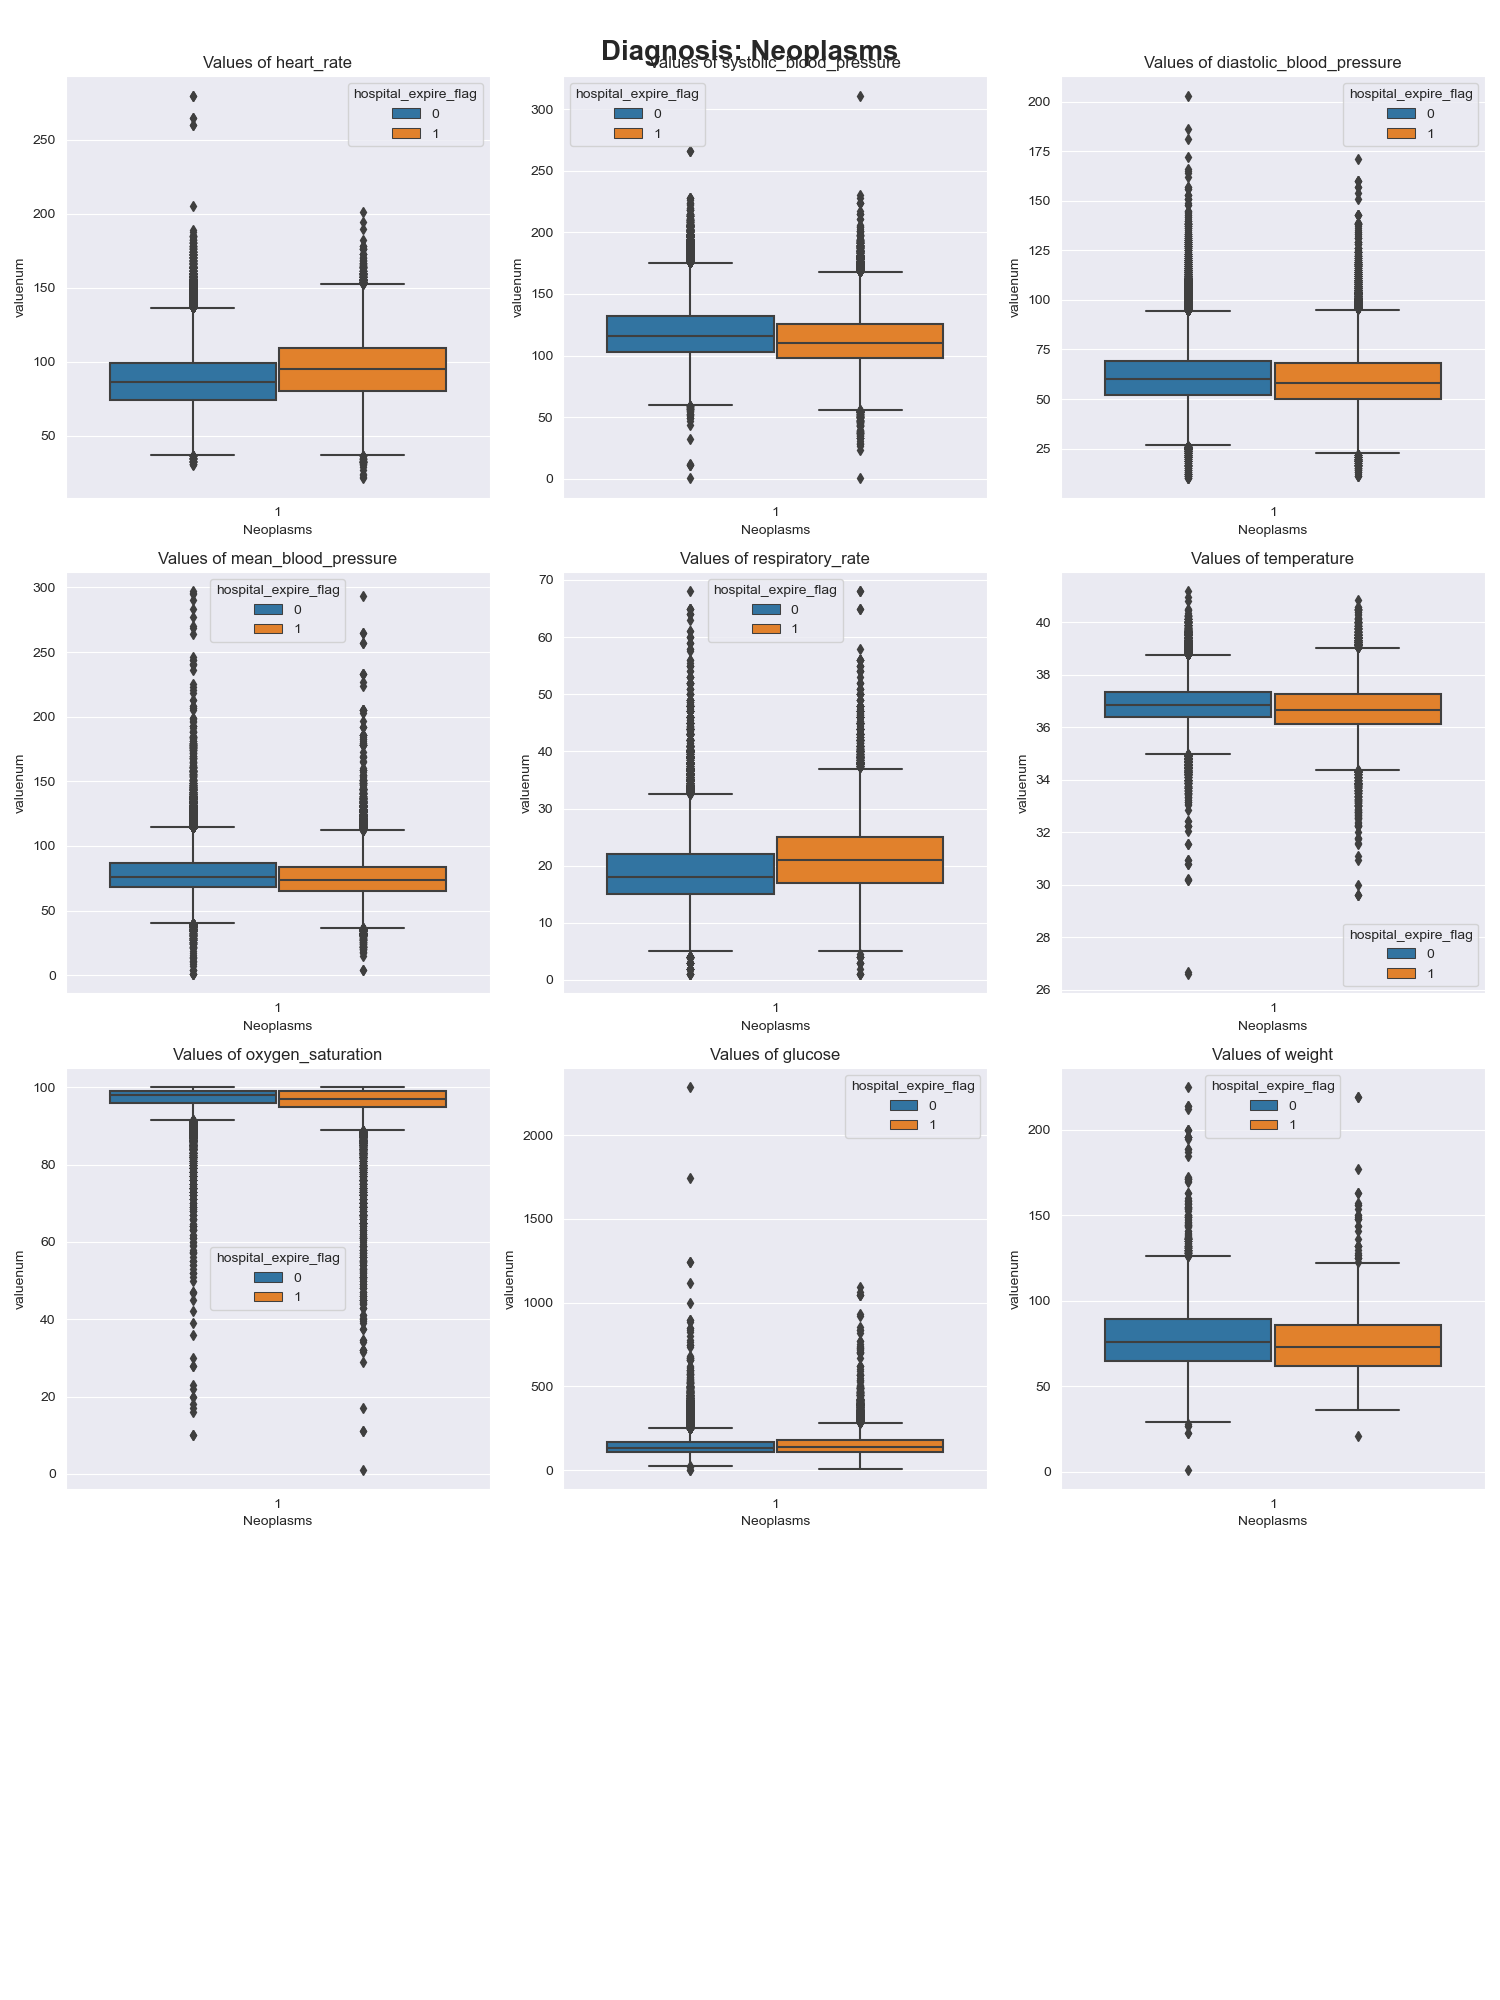 Diagnosis: Neoplasms
Values of heart_rate
Values of systolic_blood_pressure
Values of diastolic_blood_pressure
hospital_expire_flag
0
1
250
200
150
100
50
valuenum
1
Neoplasms
hospital_expire_flag
0
1
300
250
200
150
100
50
0
valuenum
1
Neoplasms
hospital_expire_flag
0
1
200
175
150
125
100
75
50
25
valuenum
1
Neoplasms
Values of mean_blood_pressure
Values of respiratory_rate
Values of temperature
hospital_expire_flag
0
1
300
250
200
150
100
50
0
valuenum
1
Neoplasms
hospital_expire_flag
0
1
70
60
50
40
30
20
10
0
valuenum
1
Neoplasms
40
38
36
34
32
30
28
26
valuenum
hospital_expire_flag
0
1
1
Neoplasms
Values of oxygen_saturation
Values of glucose
Values of weight
100
80
60
40
20
0
valuenum
hospital_expire_flag
0
1
1
Neoplasms
hospital_expire_flag
0
1
2000
1500
1000
500
0
valuenum
1
Neoplasms
hospital_expire_flag
0
1
200
150
100
50
0
valuenum
1
Neoplasms